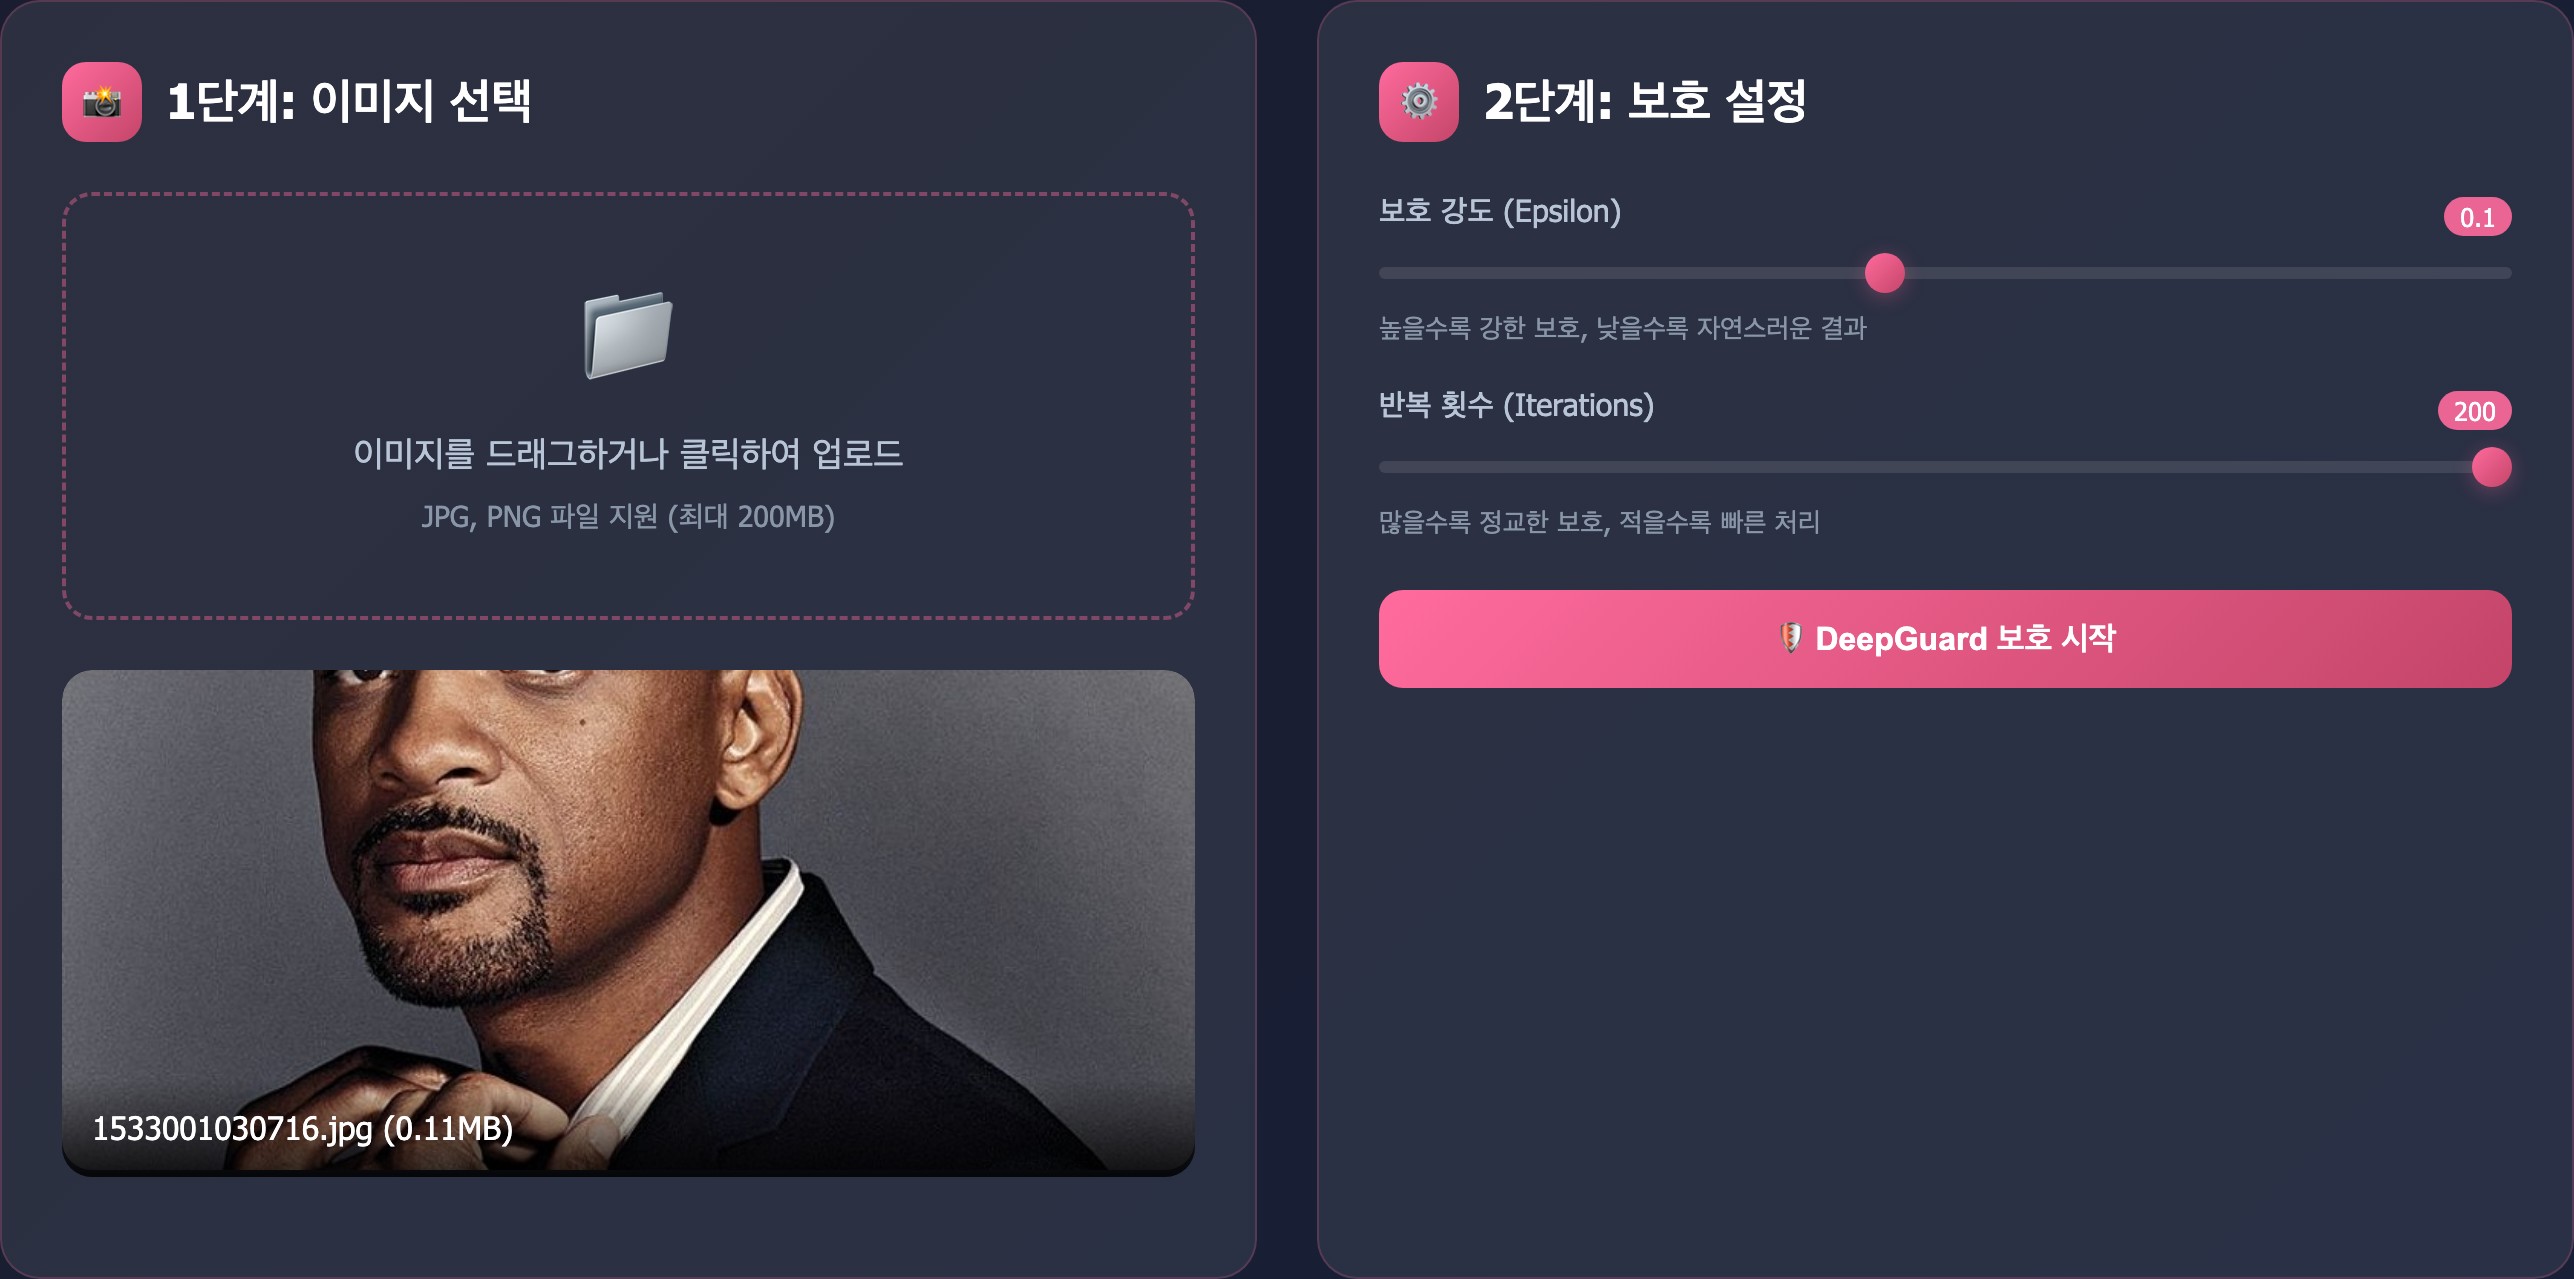 1단계: 이미지 선택
이미지를 드래그하거나 클릭하여 업로드
JPG, PNG 파일 지원 (최대 200MB)
1533001030716.jpg (0.11MB)
2단계: 보호 설정
보호 강도 (Epsilon) 0.1
높을수록 강한 보호, 낮을수록 자연스러운 결과
반복 횟수 (Iterations) 200
많을수록 정교한 보호, 적을수록 빠른 처리
DeepGuard 보호 시작